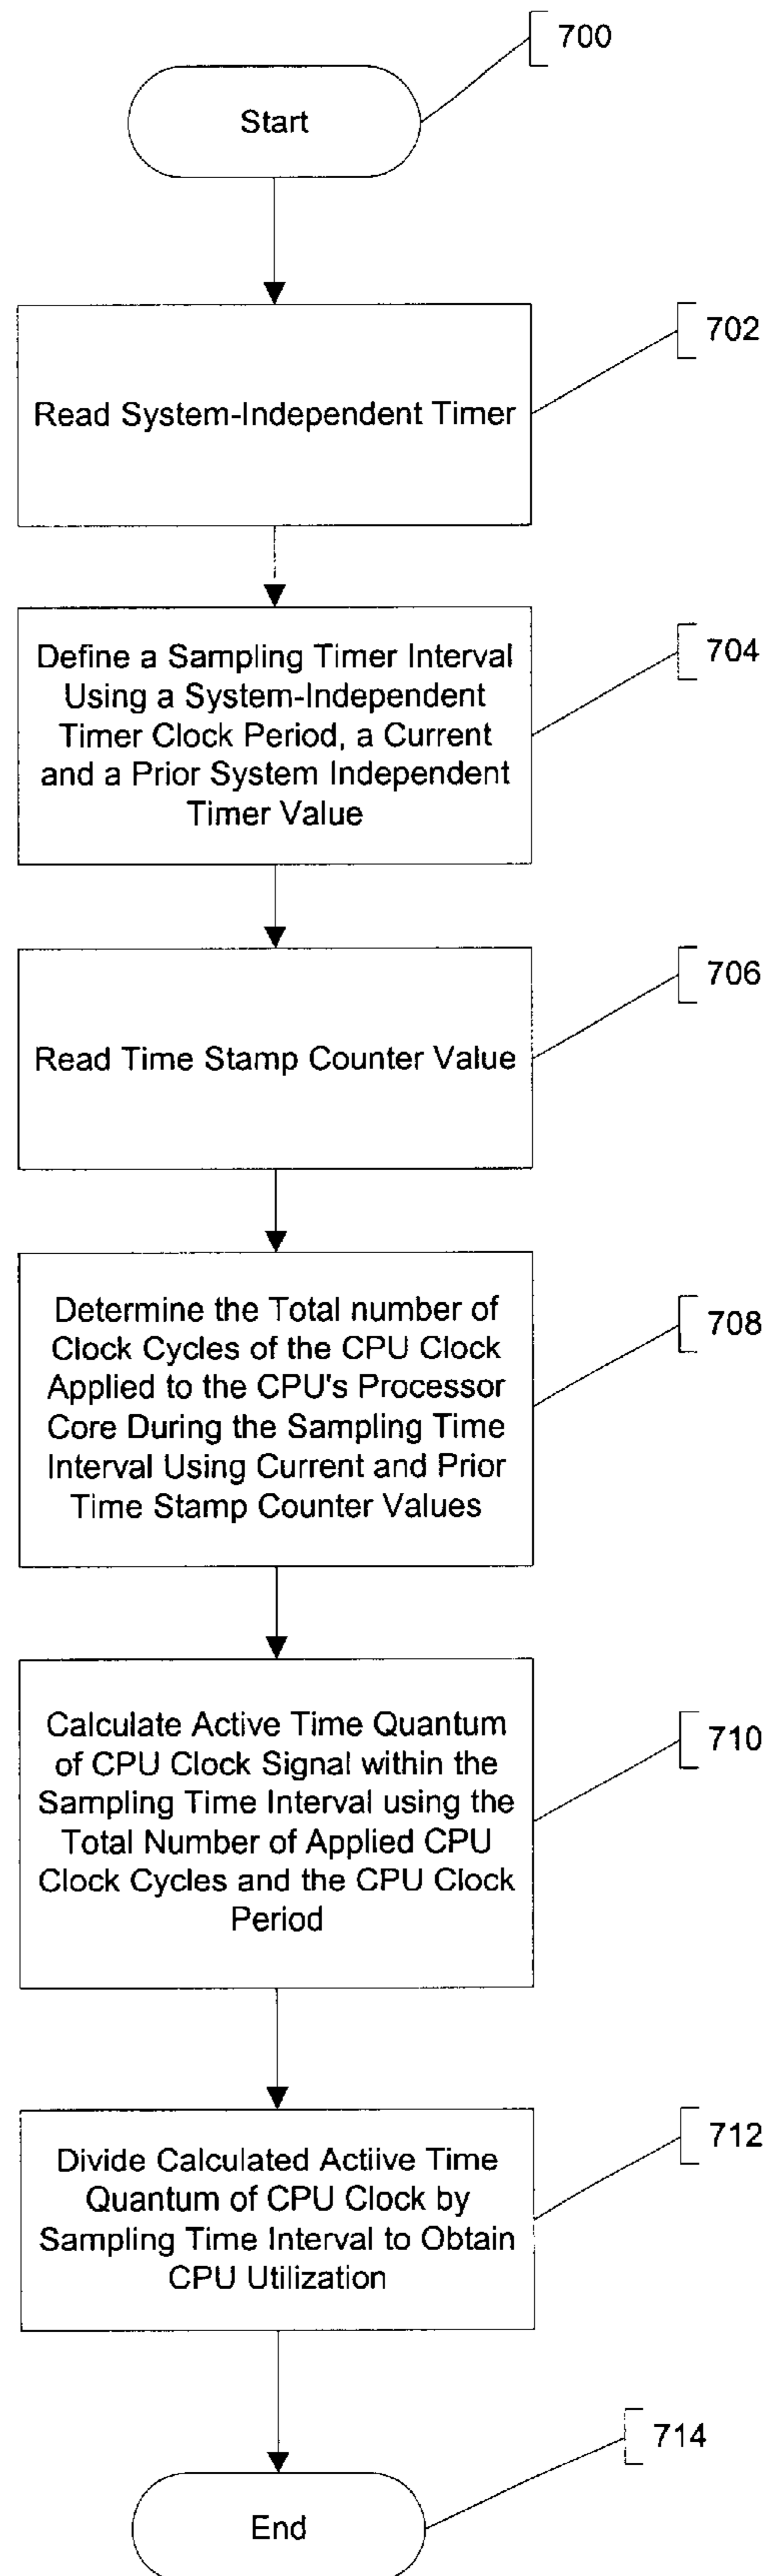 700
Start
702
Read System-Independent Timer
704
Define a Sampling Timer Interval
Using a System-Independent
Timer Clock Period, a Current
and a Prior System Independent
Timer Value
706
Read Time Stamp Counter Value
708
Determine the Total number of
Clock Cycles of the CPU Clock
Applied to the CPU's Processor
Core During the Sampling Time
Interval Using Current and Prior
Time Stamp Counter Values
710
Calculate Active Time Quantum
of CPU Clock Signal within the
Sampling Time Interval using the
Total Number of Applied CPU
Clock Cycles and the CPU Clock
Period
712
Divide Calculated Actiive Time
Quantum of CPU Clock by
Sampling Time Interval to Obtain
CPU Utilization
714
End